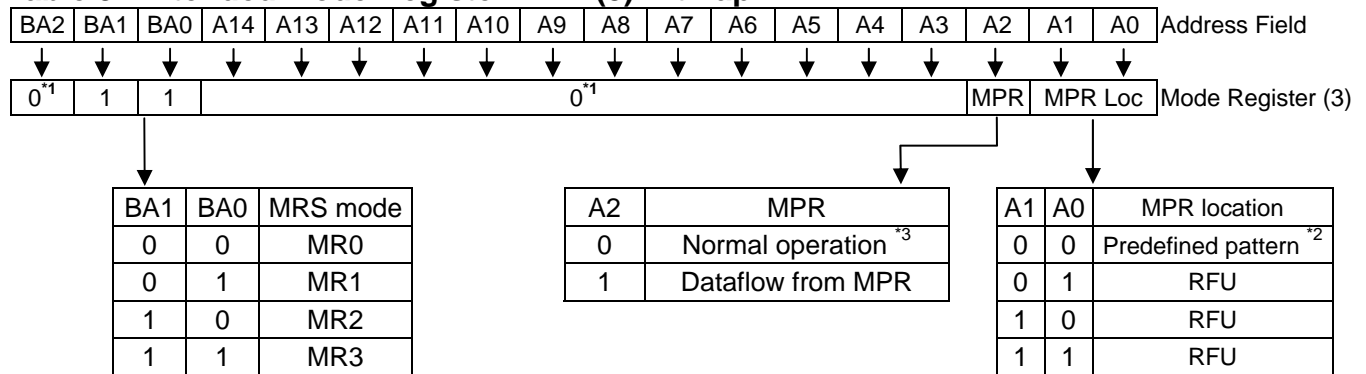 BA2 BA1 BA0 A14 A13 A12 A11 A10 A9 A8 A7 A6 A5 A4 A3 A2 A1 A0 Address Field
0*1 1 1 0*1 MPR MPR Loc Mode Register (3)
BA1 BA0 MRS mode
0 0 MR0
0 1 MR1
1 0 MR2
1 1 MR3
A2 MPR
0 Normal operation *3
1 Dataflow from MPR
A1 A0 MPR location
0 0 Predefined pattern *2
0 1 RFU
1 0 RFU
1 1 RFU